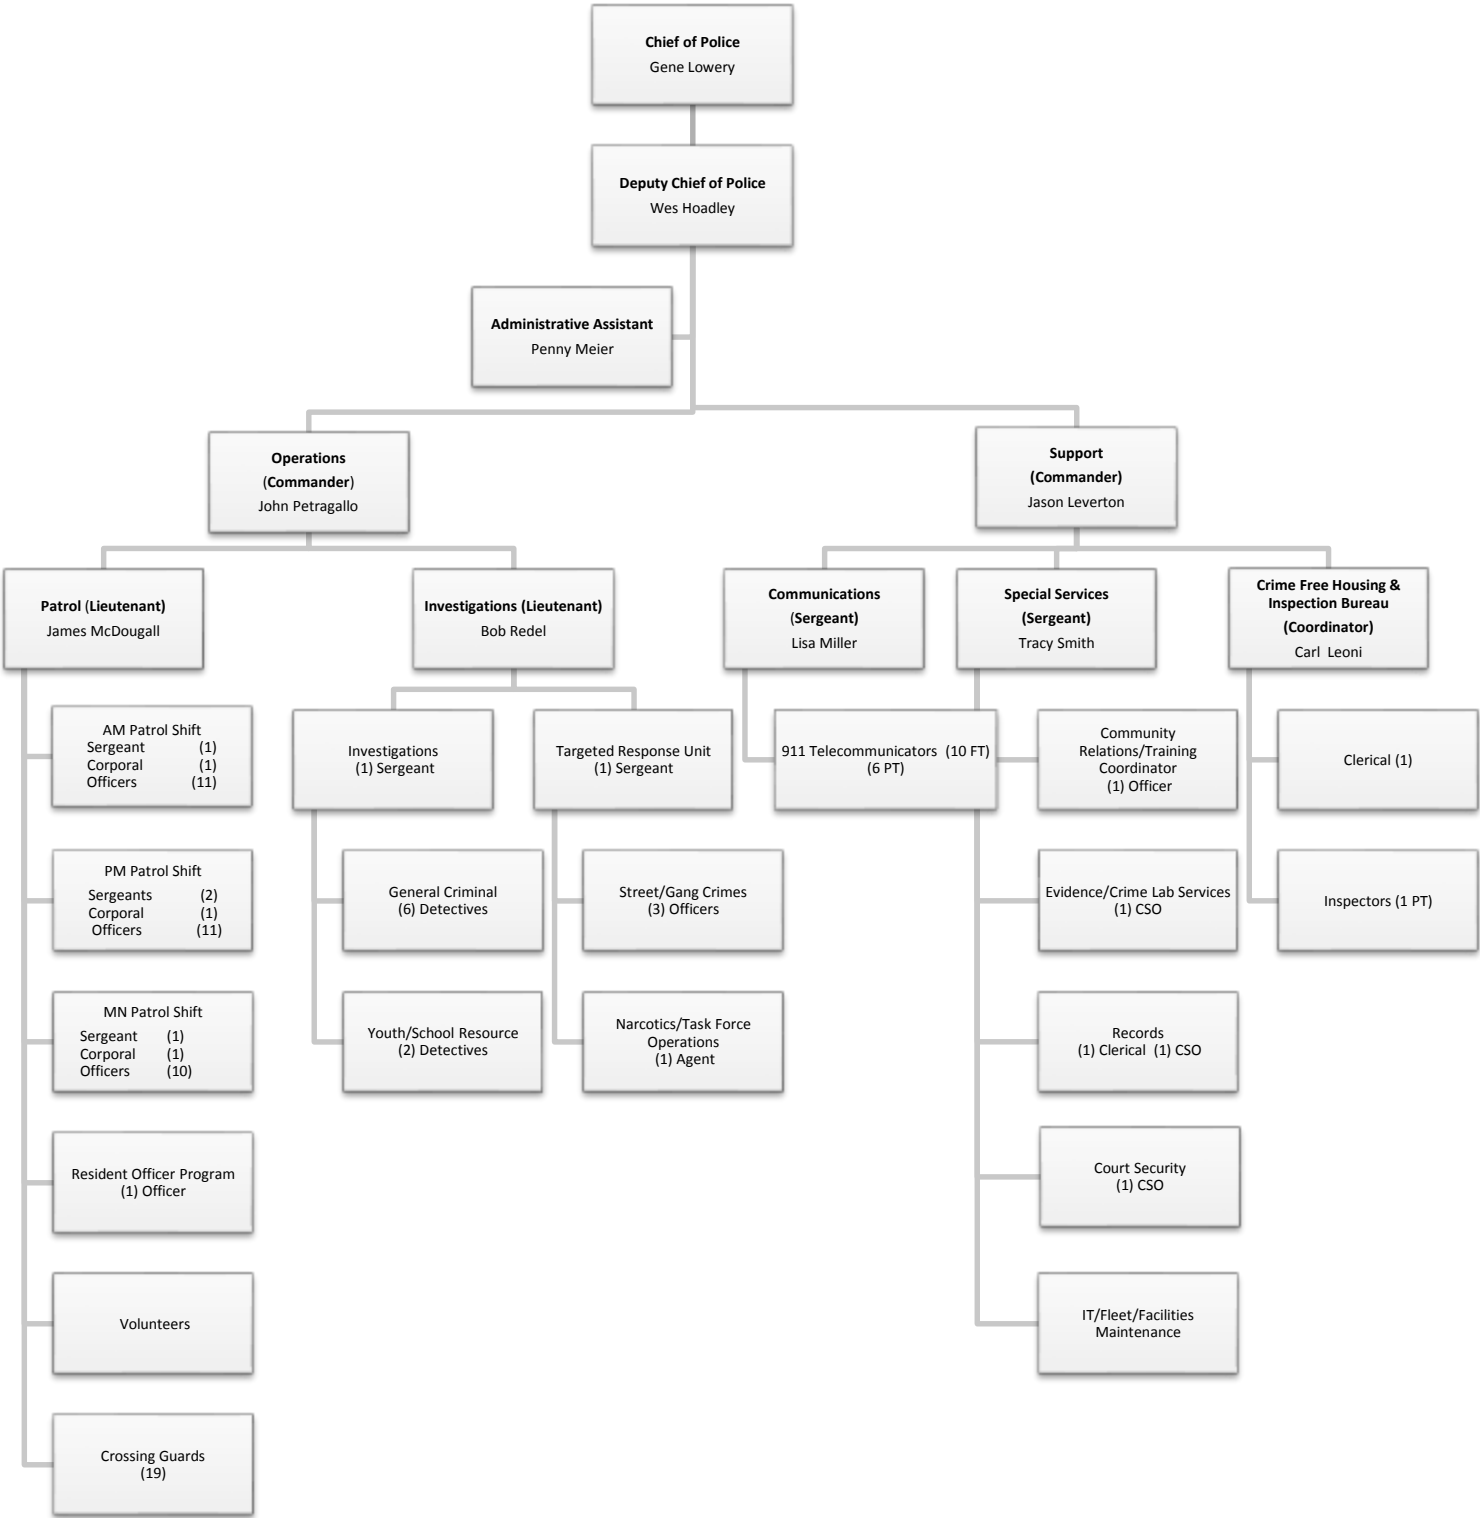 Chief of Police
Gene Lowery
Deputy Chief of Police
Wes Hoadley
Administrative Assistant
Penny Meier
Operations
(Commander)
John Petragallo
Support
(Commander)
Jason Leverton
Patrol (Lieutenant)
James McDougall
Investigations (Lieutenant)
Bob Redel
Communications
(Sergeant)
Lisa Miller
Special Services
(Sergeant)
Tracy Smith
Crime Free Housing &
Inspection Bureau
(Coordinator)
Carl Leoni
AM Patrol Shift
Sergeant (1)
Corporal (1)
Officers (11)
PM Patrol Shift
Sergeants (2)
Corporal (1)
Officers (11)
MN Patrol Shift
Sergeant (1)
Corporal (1)
Officers (10)
Resident Officer Program
(1) Officer
Volunteers
Crossing Guards
(19)
Investigations
(1) Sergeant
General Criminal
(6) Detectives
Youth/School Resource
(2) Detectives
Targeted Response Unit
(1) Sergeant
Street/Gang Crimes
(3) Officers
Narcotics/Task Force
Operations
(1) Agent
911 Telecommunicators (10 FT)
(6 PT)
Community
Relations/Training
Coordinator
(1) Officer
Evidence/Crime Lab Services
(1) CSO
Records
(1) Clerical (1) CSO
Court Security
(1) CSO
IT/Fleet/Facilities
Maintenance
Clerical (1)
Inspectors (1 PT)